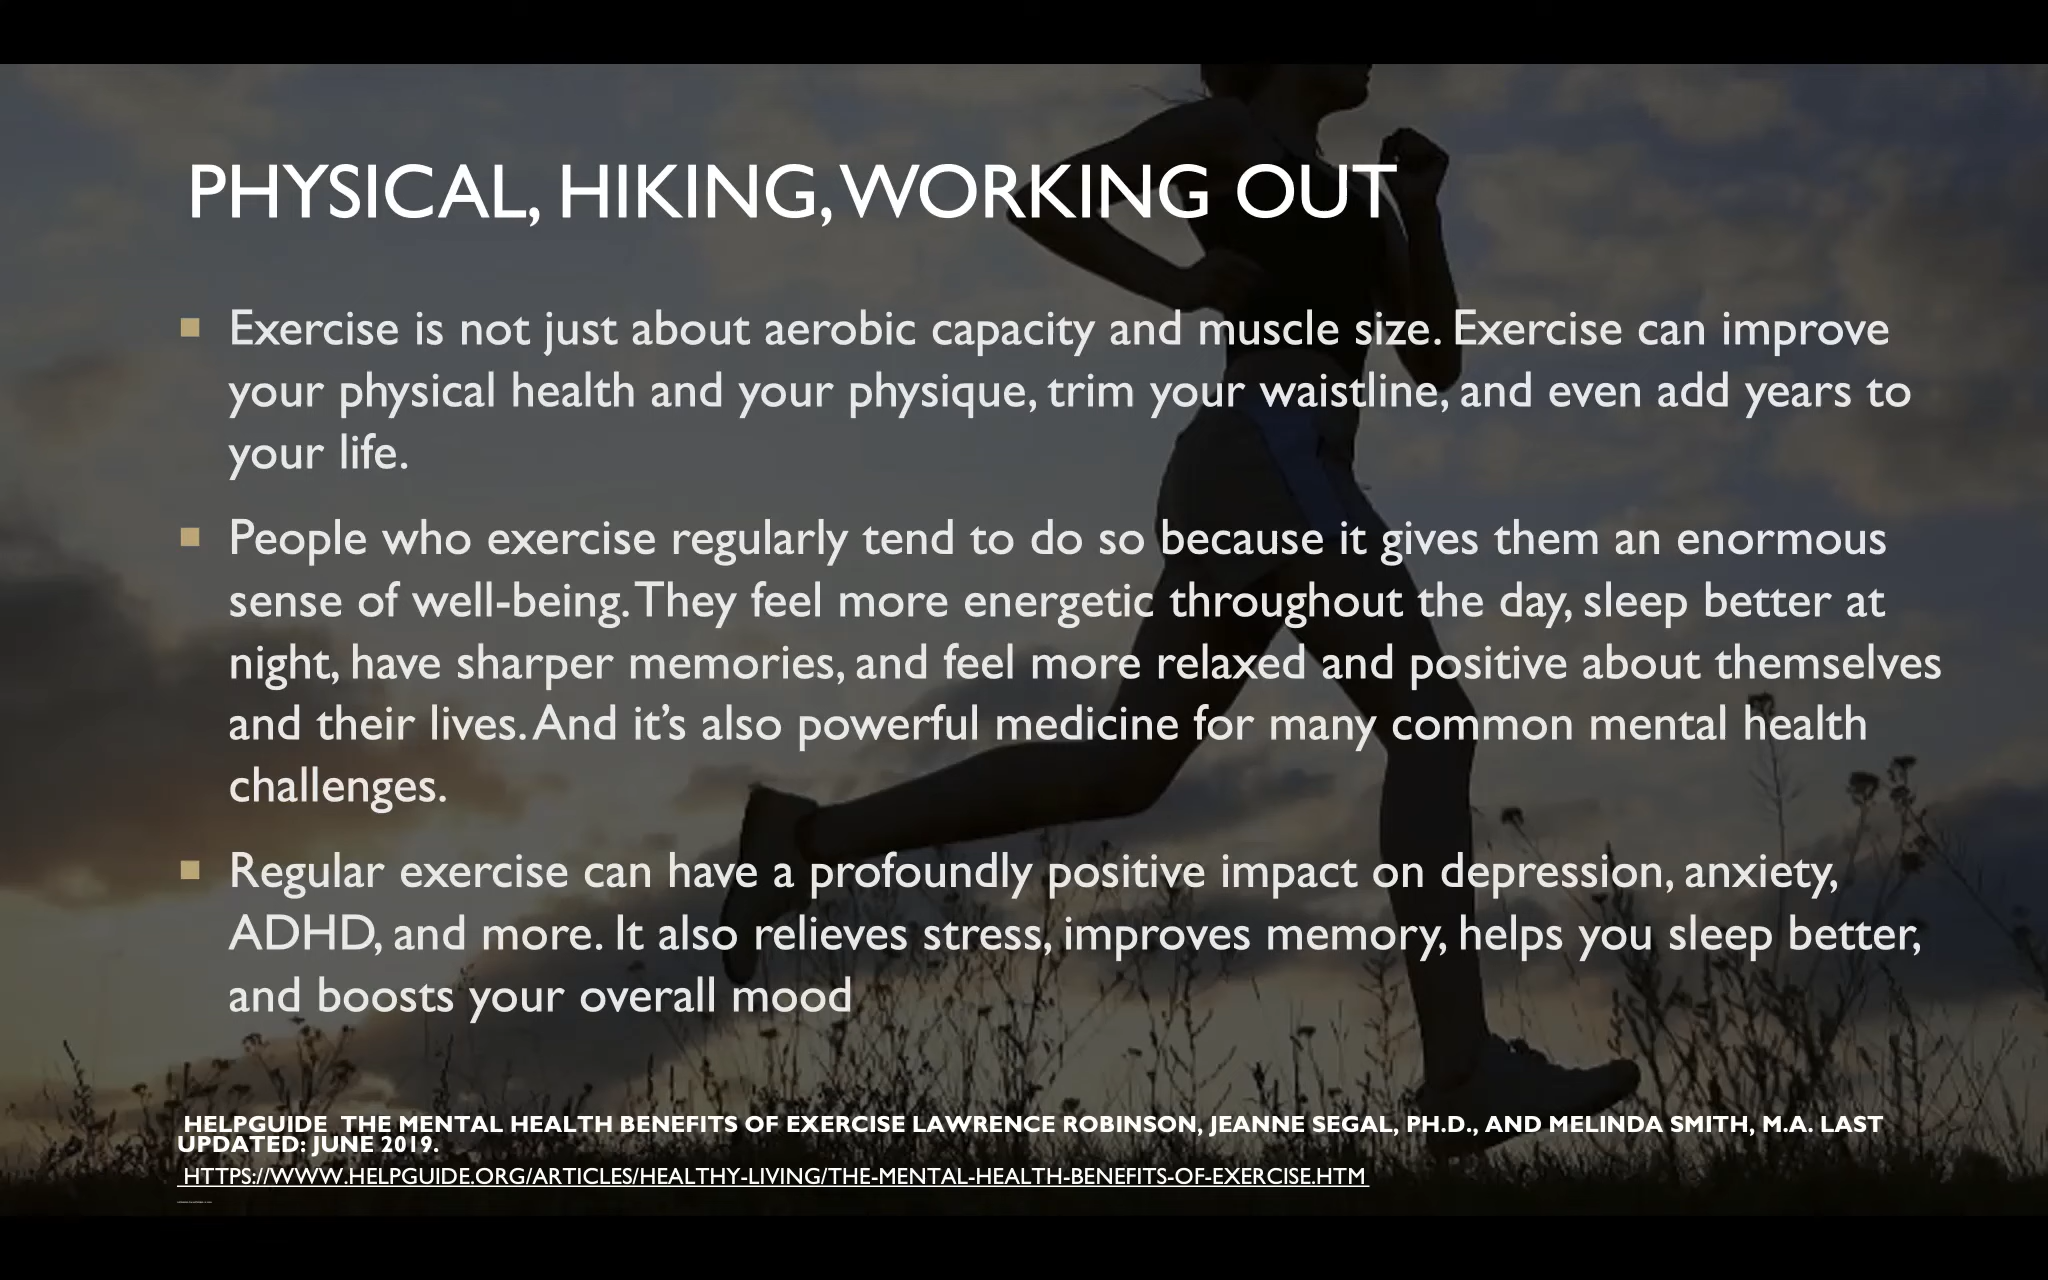 PHYSICAL, HIKING, WORKING OUT
Exercise is not just about aerobic capacity and muscle size. Exercise can improve
your physical health and your physique, trim your waistline, and even add years to
your life.
People who exercise regularly tend to do so because it gives them an enormous
sense of well-being. They feel more energetic throughout the day, sleep better at
night, have sharper memories, and feel more relaxed and positive about themselves
and their lives. And it’s also powerful medicine for many common mental health
challenges.
Regular exercise can have a profoundly positive impact on depression, anxiety,
ADHD, and more. It also relieves stress, improves memory, helps you sleep better,
and boosts your overall mood
HELPGUIDE THE MENTAL HEALTH BENEFITS OF EXERCISE LAWRENCE ROBINSON, JEANNE SEGAL, PH.D., AND MELINDA SMITH, M.A. LAST
UPDATED: JUNE 2019.
HTTPS://WWW.HELPGUIDE.ORG/ARTICLES/HEALTHY-LIVING/THE-MENTAL-HEALTH-BENEFITS-OF-EXERCISE.HTM